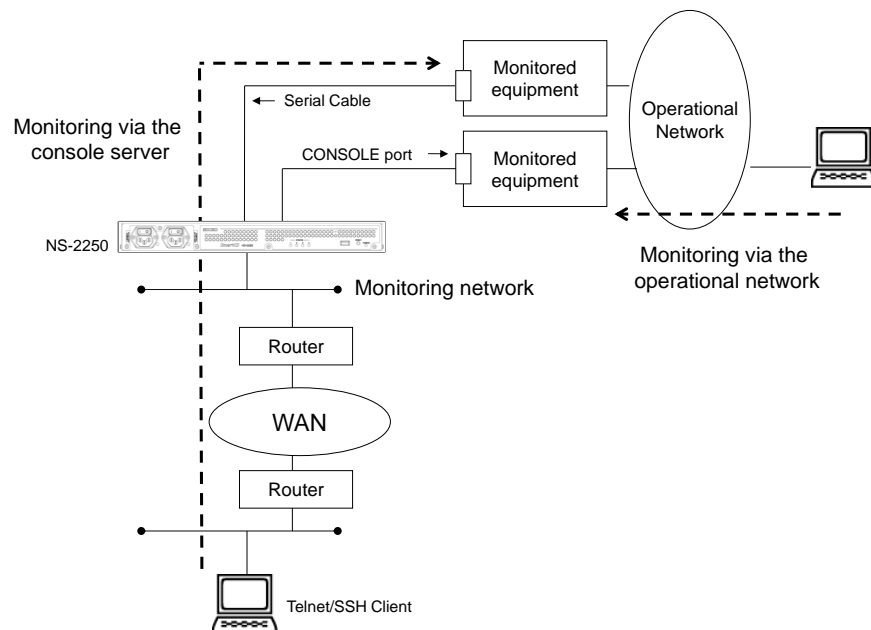 Monitored
equipment
Serial Cable
Operational
Network
Monitoring via the
console server
CONSOLE port
Monitored
equipment
NS-2250
Monitoring via the
operational network
Monitoring network
Router
WAN
Router
Telnet/SSH Client